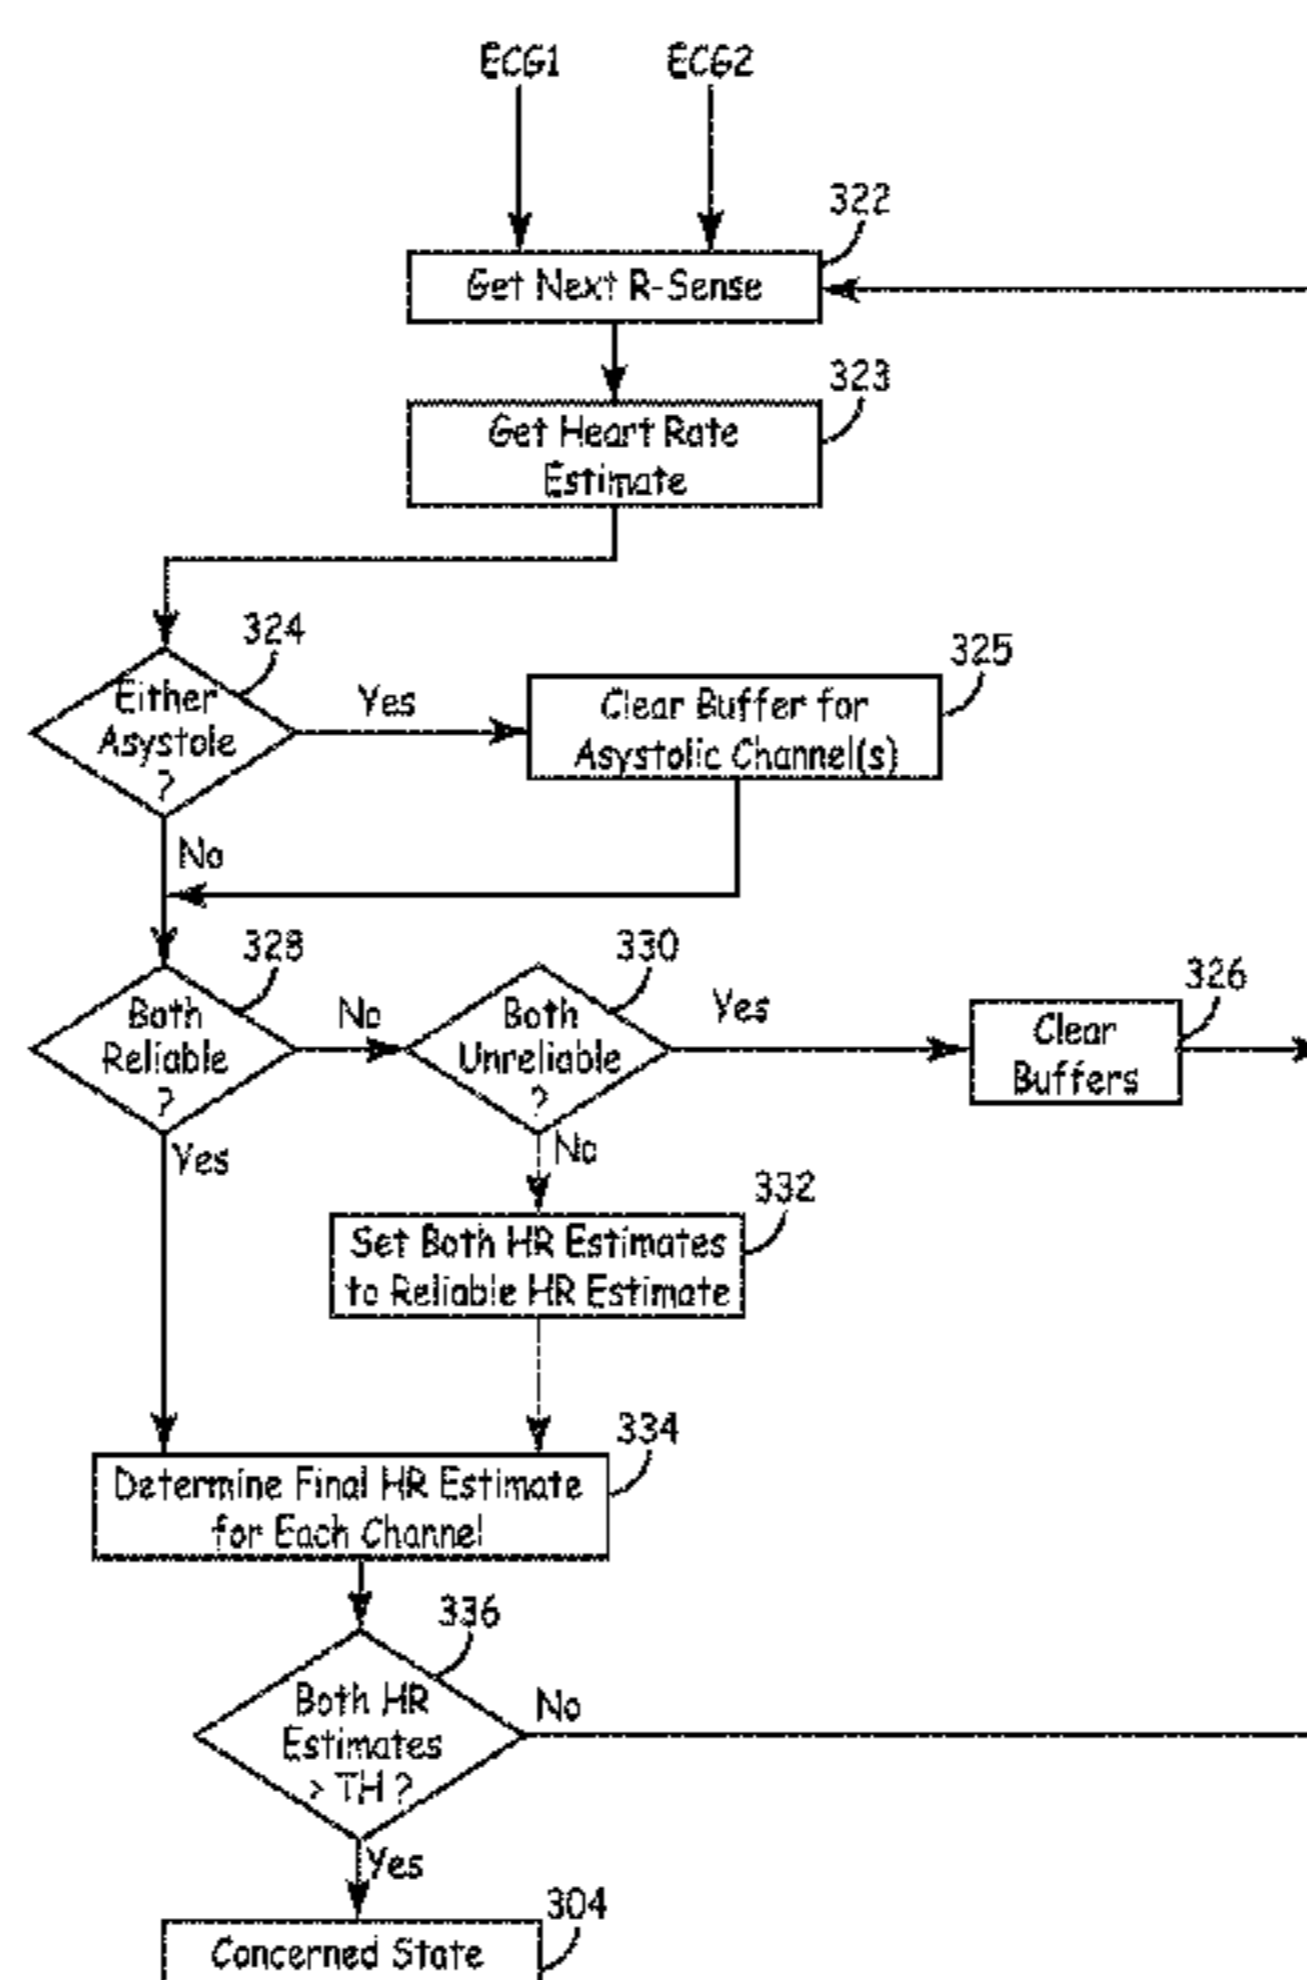 ECG1 ECG2
322
Get Next R-Sense
323
Get Heart Rate
Estimate
324
Either
Asystole
?
Yes
325
Clear Buffer for
Asystolic Channel(s)
No
328
Both
Reliable
?
No
330
Both
Unreliable
?
Yes
326
Clear
Buffers
Yes
No
332
Set Both HR Estimates
to Reliable HR Estimate
334
Determine Final HR Estimate
for Each Channel
336
Both HR
Estimates
> TH ?
No
Yes
304
Concerned State